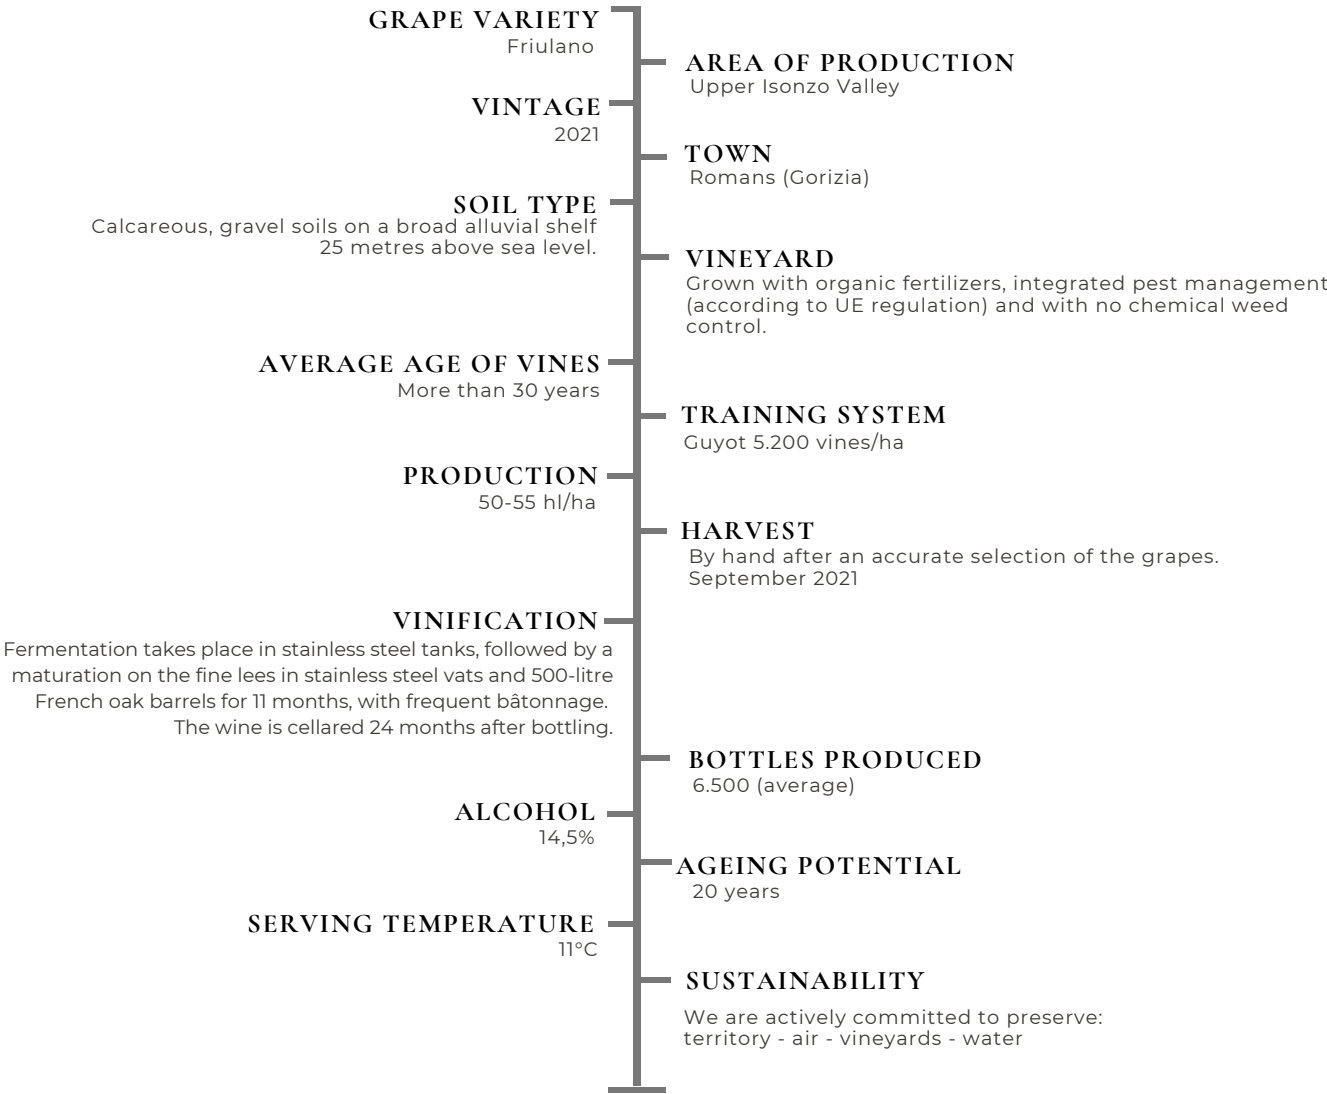 GRAPE VARIETY
Friulano
AREA OF PRODUCTION
Upper Isonzo Valley
VINTAGE
2021
TOWN
Romans (Gorizia)
SOIL TYPE
Calcareous, gravel soils on a broad alluvial shelf
25 metres above sea level.
VINEYARD
Grown with organic fertilizers, integrated pest management
(according to UE regulation) and with no chemical weed
control.
AVERAGE AGE OF VINES
More than 30 years
TRAINING SYSTEM
Guyot 5.200 vines/ha
PRODUCTION
50-55 hl/ha
HARVEST
By hand after an accurate selection of the grapes.
September 2021
VINIFICATION
Fermentation takes place in stainless steel tanks, followed by a
maturation on the fine lees in stainless steel vats and 500-litre
French oak barrels for 11 months, with frequent bâtonnage.
The wine is cellared 24 months after bottling.
BOTTLES PRODUCED
6.500 (average)
ALCOHOL
14,5%
AGEING POTENTIAL
20 years
SERVING TEMPERATURE
11°C
SUSTAINABILITY
We are actively committed to preserve:
territory - air - vineyards - water